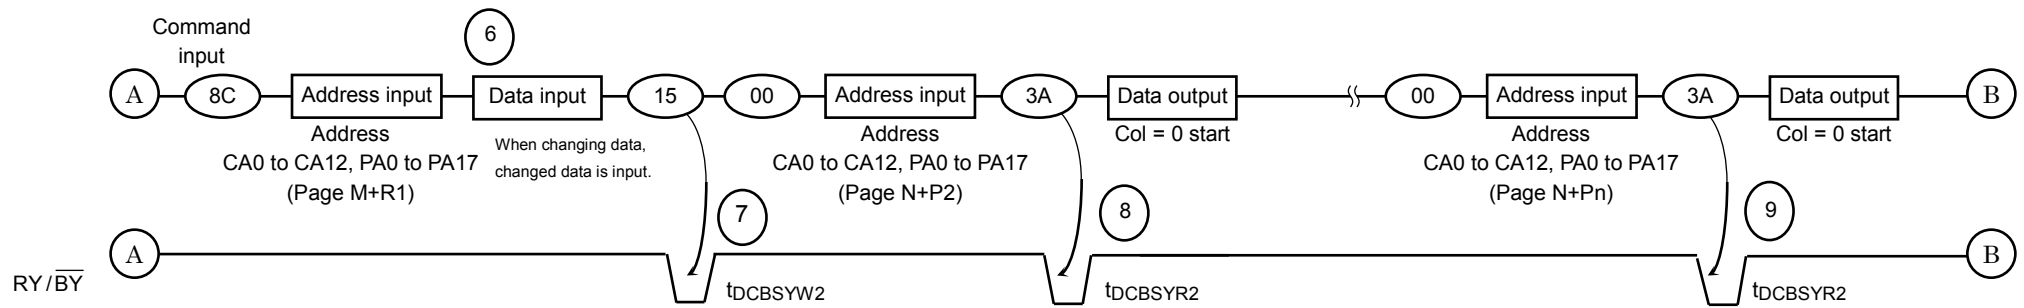 Command
input
6
A 8C Address input Data input 15 00 Address input 3A Data output 00 Address input 3A Data output B
Address
CA0 to CA12, PA0 to PA17
(Page M+R1)
When changing data,
changed data is input.
Address
CA0 to CA12, PA0 to PA17
(Page N+P2)
Col = 0 start
Address
CA0 to CA12, PA0 to PA17
(Page N+Pn)
Col = 0 start
7
8
9
A
B
RY/BY
tDCBSYW2
tDCBSYR2
tDCBSYR2